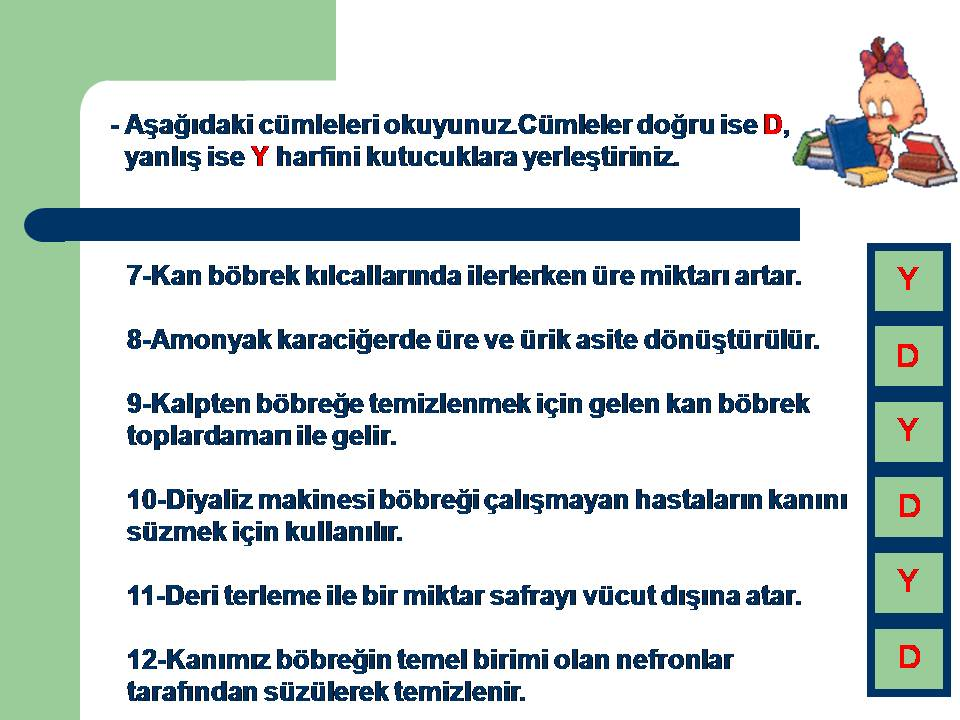 - Aşağıdaki cümleleri okuyunuz.Cümleler doğru ise D,
yanlış ise Y harfini kutucuklara yerleştiriniz.
7-Kan böbrek kılcallarında ilerlerken üre miktarı artar.
Y
8-Amonyak karaciğerde üre ve ürik asite dönüştürülür.
D
9-Kalpten böbreğe temizlenmek için gelen kan böbrek
toplardamarı ile gelir.
Y
10-Diyaliz makinesi böbreği çalışmayan hastaların kanını
süzmek için kullanılır.
D
11-Deri terleme ile bir miktar safrayı vücut dışına atar.
Y
12-Kanımız böbreğin temel birimi olan nefronlar
tarafından süzülerek temizlenir.
D